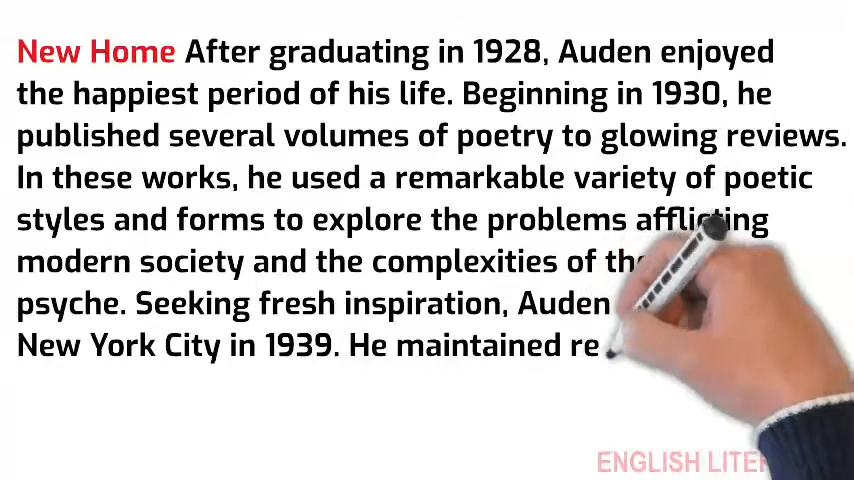 New Home After graduating in 1928, Auden enjoyed
the happiest period of his life. Beginning in 1930, he
published several volumes of poetry to glowing reviews.
In these works, he used a remarkable variety of poetic
styles and forms to explore the problems afflicting
modern society and the complexities of
psyche. Seeking fresh inspiration, Auden
New York City in 1939. He maintained re
ENGLISH